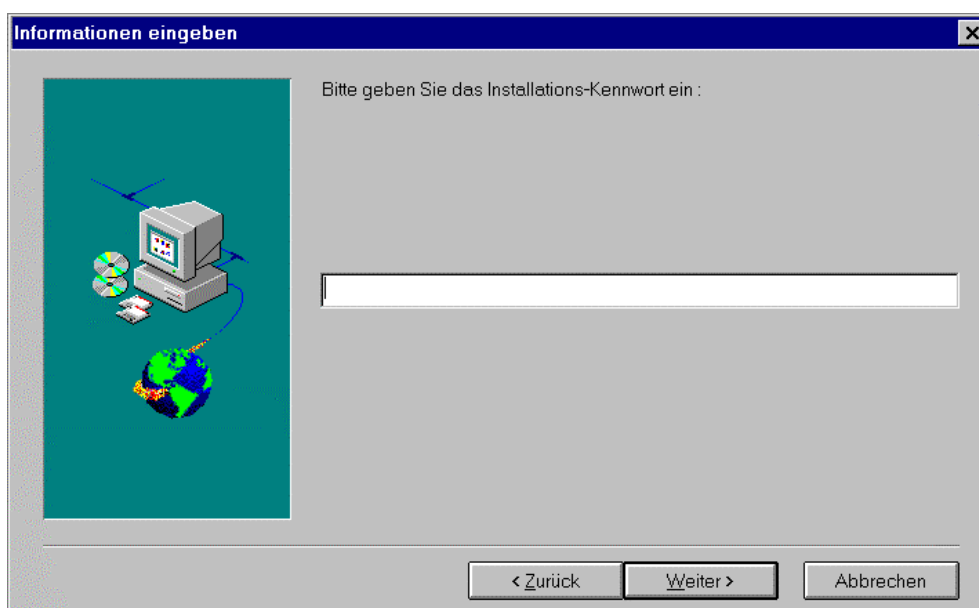 Informationen eingeben
Bitte geben Sie das Installations-Kennwort ein :
< Zurück
Weiter >
Abbrechen